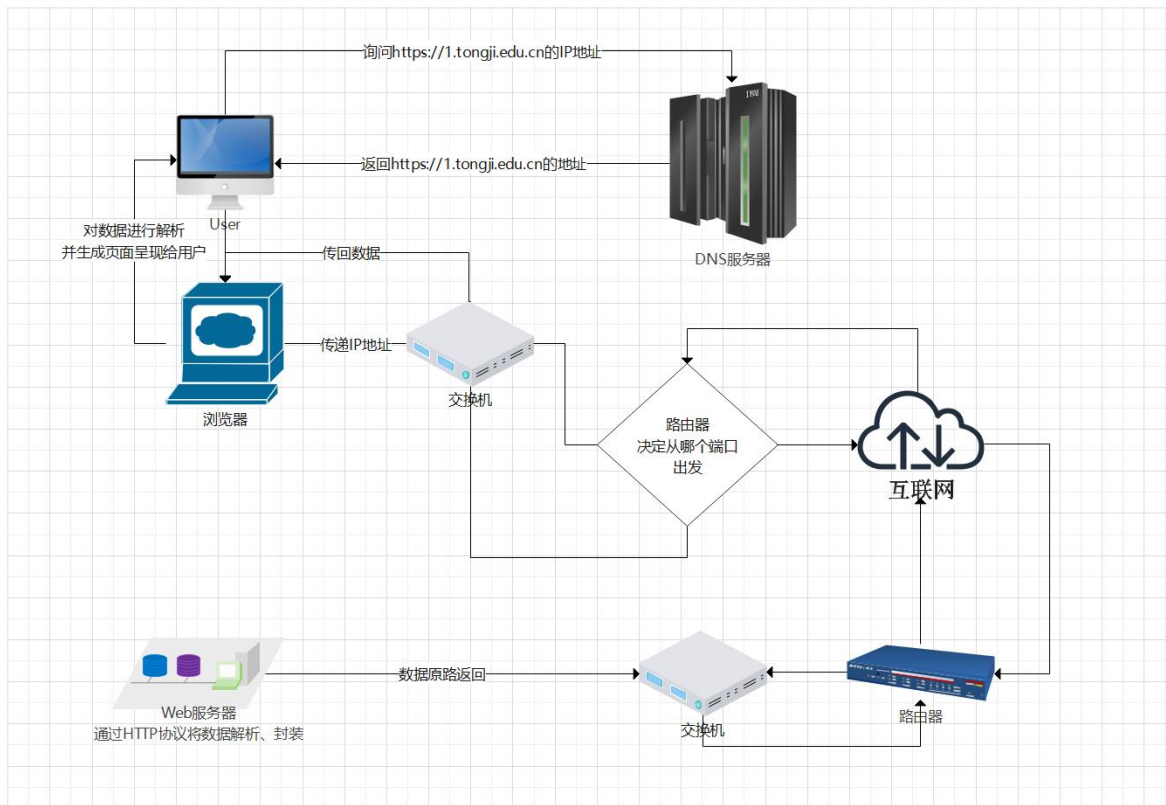 询问https://1.tongji.edu.cn的IP地址
IBM
返回https://1.tongji.edu.cn的地址
User
对数据进行解析
并生成页面呈现给用户
DNS服务器
传回数据
传递IP地址
交换机
浏览器
路由器
决定从哪个端口
出发
互联网
数据原路返回
Web服务器
通过HTTP协议将数据解析、封装
交换机
路由器